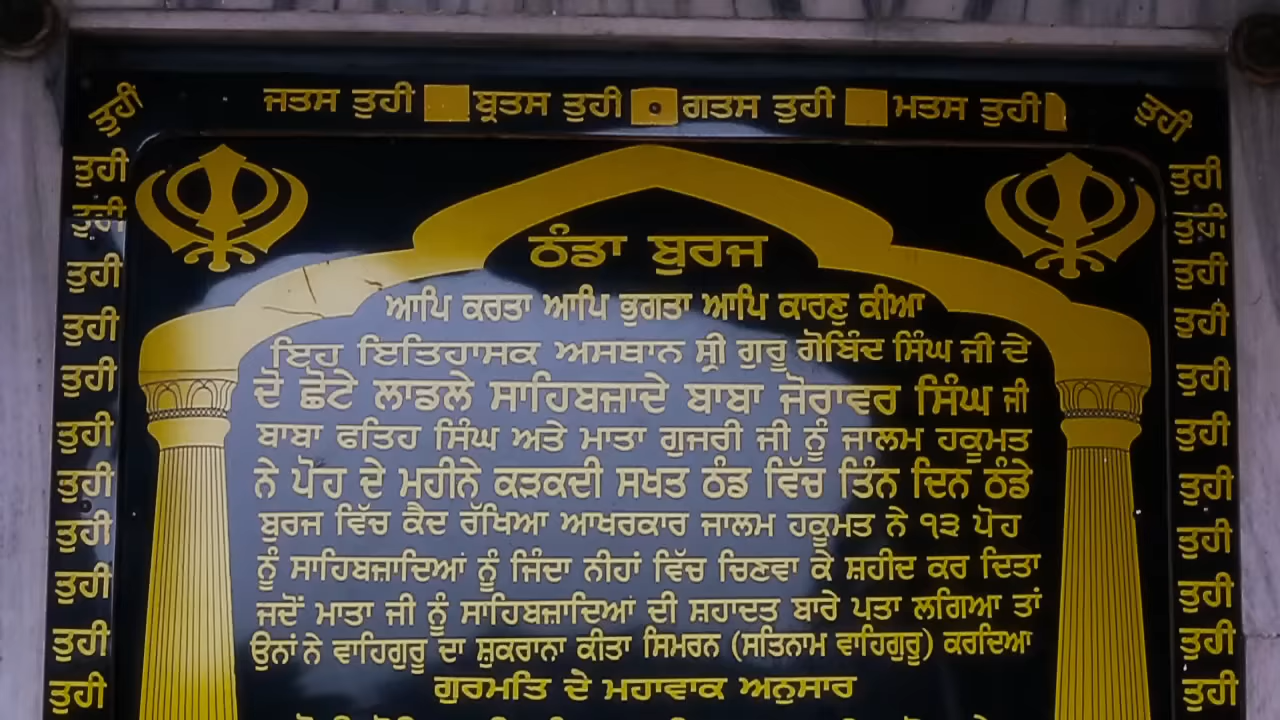 ਜਤਸ ਤੁਹੀ ਬ੍ਰਤਸ ਤੁਹੀ ਗਤਸ ਤੁਹੀ ਮਤਸ ਤੁਹੀ
ਤੁਹੀ ਤੁਹੀ
ਤੁਹੀ ਤੁਹੀ
ਠੰਡਾ ਬੁਰਜ
ਤੁਹੀ ਤੁਹੀ
ਆਪਿ ਕਰਤਾ ਆਪਿ ਭੁਗਤਾ ਆਪਿ ਕਾਰਣੁ ਕੀਆ
ਤੁਹੀ ਤੁਹੀ
ਇਹ ਇਤਿਹਾਸਕ ਅਸਥਾਨ ਸ੍ਰੀ ਗੁਰੂ ਗੋਬਿੰਦ ਸਿੰਘ ਜੀ ਦੇ
ਤੁਹੀ ਤੁਹੀ
ਦੋ ਛੋਟੇ ਲਾਡਲੇ ਸਾਹਿਬਜ਼ਾਦੇ ਬਾਬਾ ਜੋਰਾਵਰ ਸਿੰਘ ਜੀ
ਤੁਹੀ ਬਾਬਾ ਫਤਿਹ ਸਿੰਘ ਅਤੇ ਮਾਤਾ ਗੁਜਰੀ ਜੀ ਨੂੰ ਜਾਲਮ ਹਕੂਮਤ ਤੁਹੀ
ਤੁਹੀ ਨੇ ਪੋਹ ਦੇ ਮਹੀਨੇ ਕੜਕਦੀ ਸਖਤ ਠੰਡ ਵਿੱਚ ਤਿੰਨ ਦਿਨ ਠੰਡੇ ਤੁਹੀ
ਤੁਹੀ ਬੁਰਜ ਵਿੱਚ ਕੈਦ ਰੱਖਿਆ ਆਖਰਕਾਰ ਜਾਲਮ ਹਕੂਮਤ ਨੇ ੧੩ ਪੋਹ ਤੁਹੀ
ਤੁਹੀ ਨੂੰ ਸਾਹਿਬਜ਼ਾਦਿਆਂ ਨੂੰ ਜਿੰਦਾ ਨੀਹਾਂ ਵਿੱਚ ਚਿਣਵਾ ਕੇ ਸ਼ਹੀਦ ਕਰ ਦਿਤਾ ਤੁਹੀ
ਜਦੋਂ ਮਾਤਾ ਜੀ ਨੂੰ ਸਾਹਿਬਜ਼ਾਦਿਆਂ ਦੀ ਸ਼ਹਾਦਤ ਬਾਰੇ ਪਤਾ ਲਗਿਆ ਤਾਂ
ਤੁਹੀ ਉਨਾਂ ਨੇ ਵਾਹਿਗੁਰੂ ਦਾ ਸ਼ੁਕਰਾਨਾ ਕੀਤਾ ਸਿਮਰਨ (ਸਤਿਨਾਮ ਵਾਹਿਗੁਰੂ) ਕਰਦਿਆ ਤੁਹੀ
ਤੁਹੀ ਗੁਰਮਤਿ ਦੇ ਮਹਾਵਾਕ ਅਨੁਸਾਰ ਤੁਹੀ